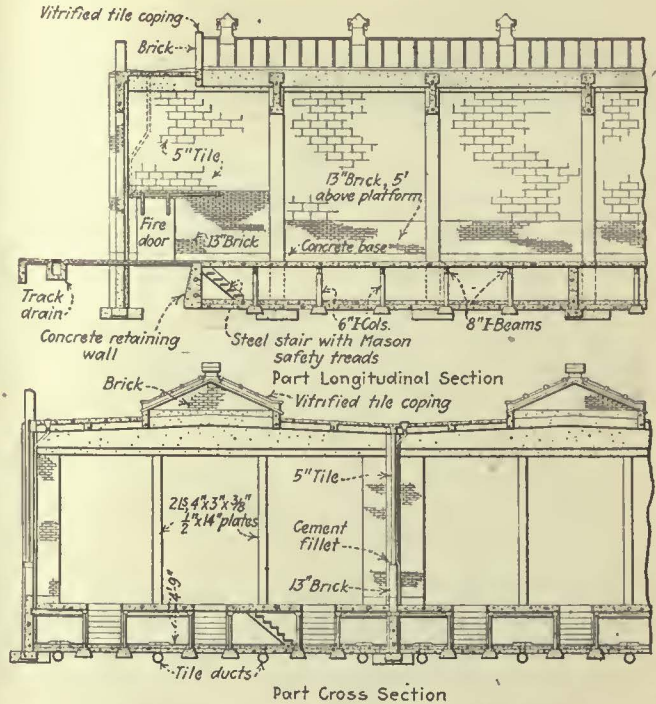 Vitrified tile coping
Brick
5"Tile
13"Brick, 5'
above platform
Fire
door
13"Brick
Concrete base
Track
drain
6"I-Cols.
8"I-Beams
Concrete retaining
wall
Steel stair with Mason
safety treads
Part Longitudinal Section
Brick
Vitrified tile coping
5"Tile
2Ls, 4"x3"x3/8"
1/2"x14"plates
Cement
fillet
4'-9"
13"Brick
Tile ducts
Part Cross Section